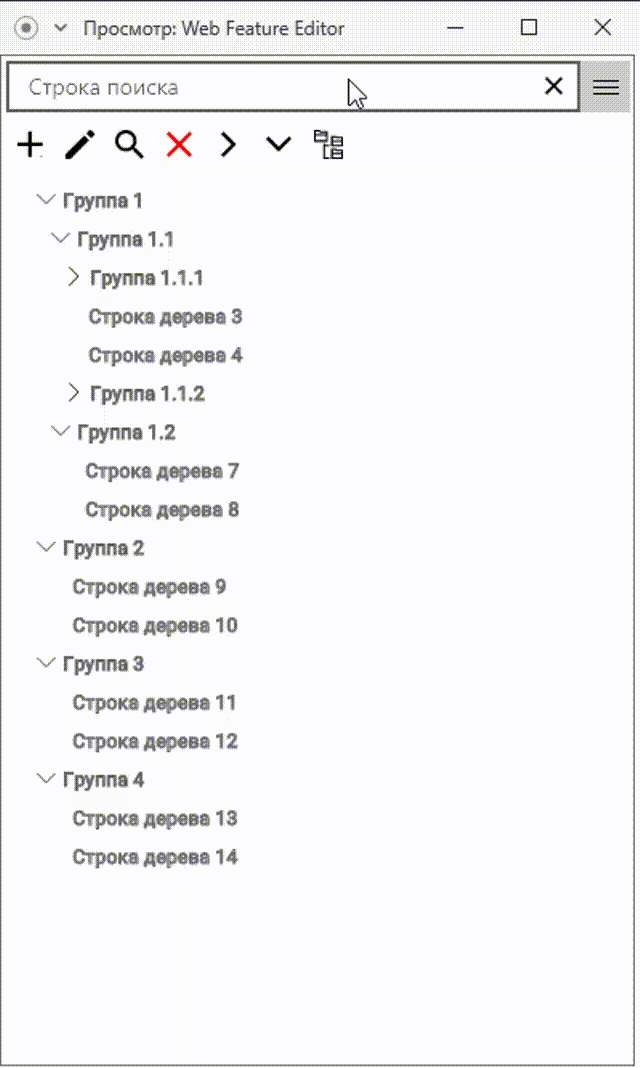 Просмотр: Web Feature Editor
Строка поиска
Группа 1
Группа 1.1
Группа 1.1.1
Строка дерева 3
Строка дерева 4
Группа 1.1.2
Группа 1.2
Строка дерева 7
Строка дерева 8
Группа 2
Строка дерева 9
Строка дерева 10
Группа 3
Строка дерева 11
Строка дерева 12
Группа 4
Строка дерева 13
Строка дерева 14